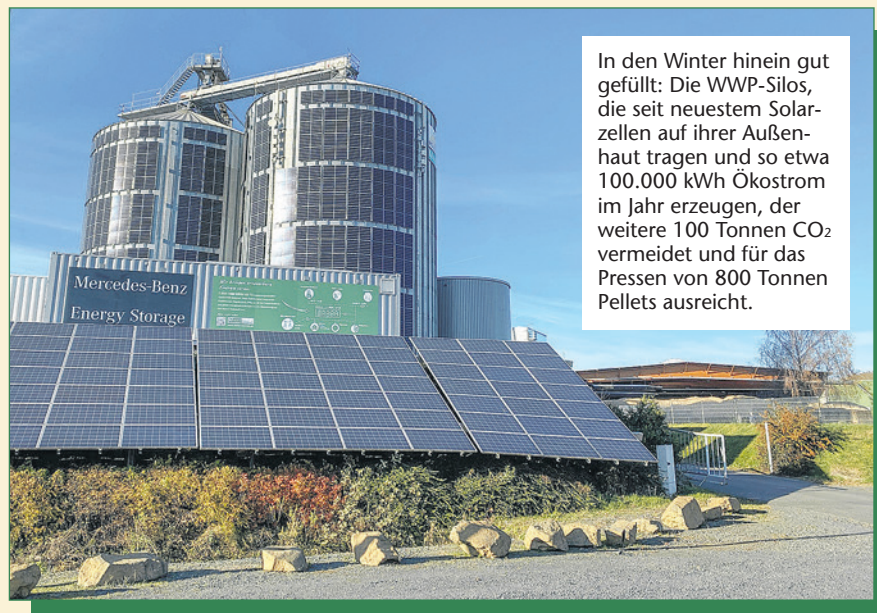 In den Winter hinein gut
gefüllt: Die WWP-Silos,
die seit neuestem Solar-
zellen auf ihrer Außen-
haut tragen und so etwa
100.000 kWh Ökostrom
im Jahr erzeugen, der
weitere 100 Tonnen CO₂
vermeidet und für das
Pressen von 800 Tonnen
Pellets ausreicht.
Mercedes-Benz
Energy Storage